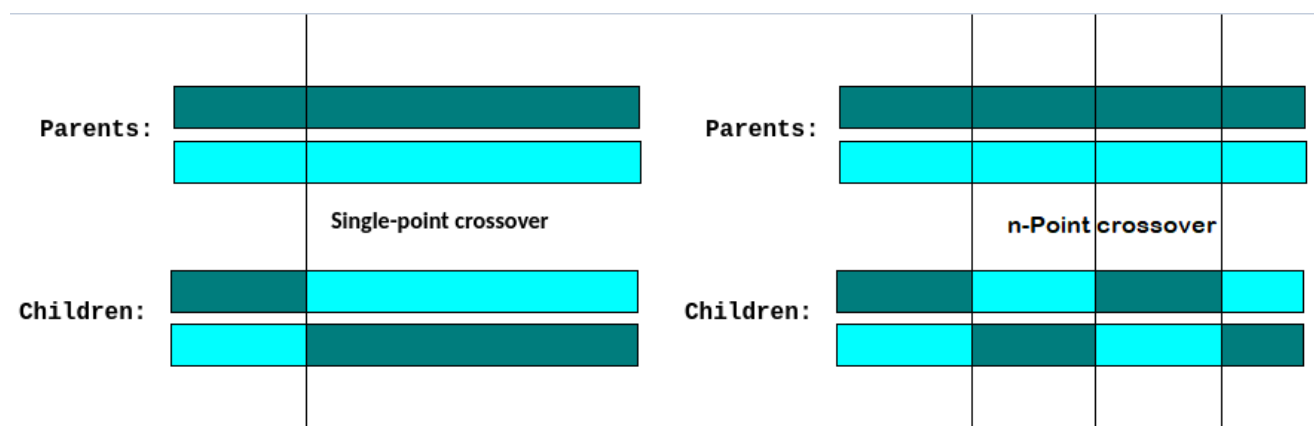 Parents:
Single-point crossover
Children:
Parents:
n-Point crossover
Children: